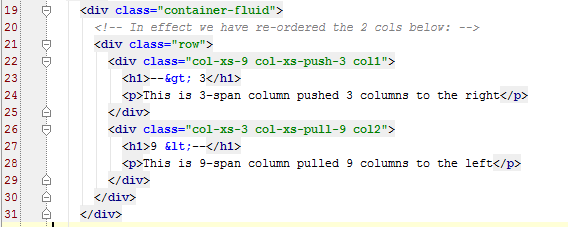 19 <div class="container-fluid">
20 <!-- In effect we have re-ordered the 2 cols below: -->
21 <div class="row">
22 <div class="col-xs-9 col-xs-push-3 col1">
23 <h1>--&gt; 3</h1>
24 <p>This is 3-span column pushed 3 columns to the right</p>
25 </div>
26 <div class="col-xs-3 col-xs-pull-9 col2">
27 <h1>9 &lt;--</h1>
28 <p>This is 9-span column pulled 9 columns to the left</p>
29 </div>
30 </div>
31 </div>